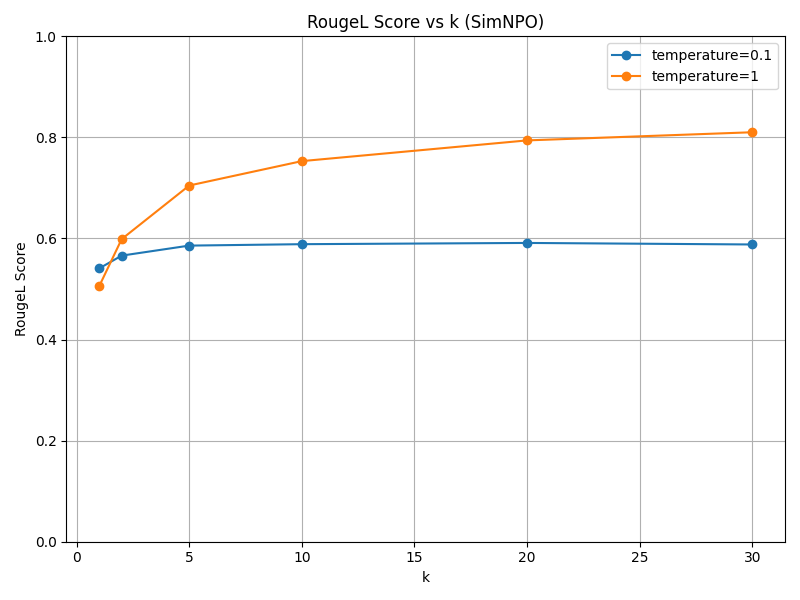 RougeL Score vs k (SimNPO)
temperature=0.1
temperature=1
1.0
0.8
0.6
0.4
0.2
0.0
RougeL Score
0 5 10 15 20 25 30
k